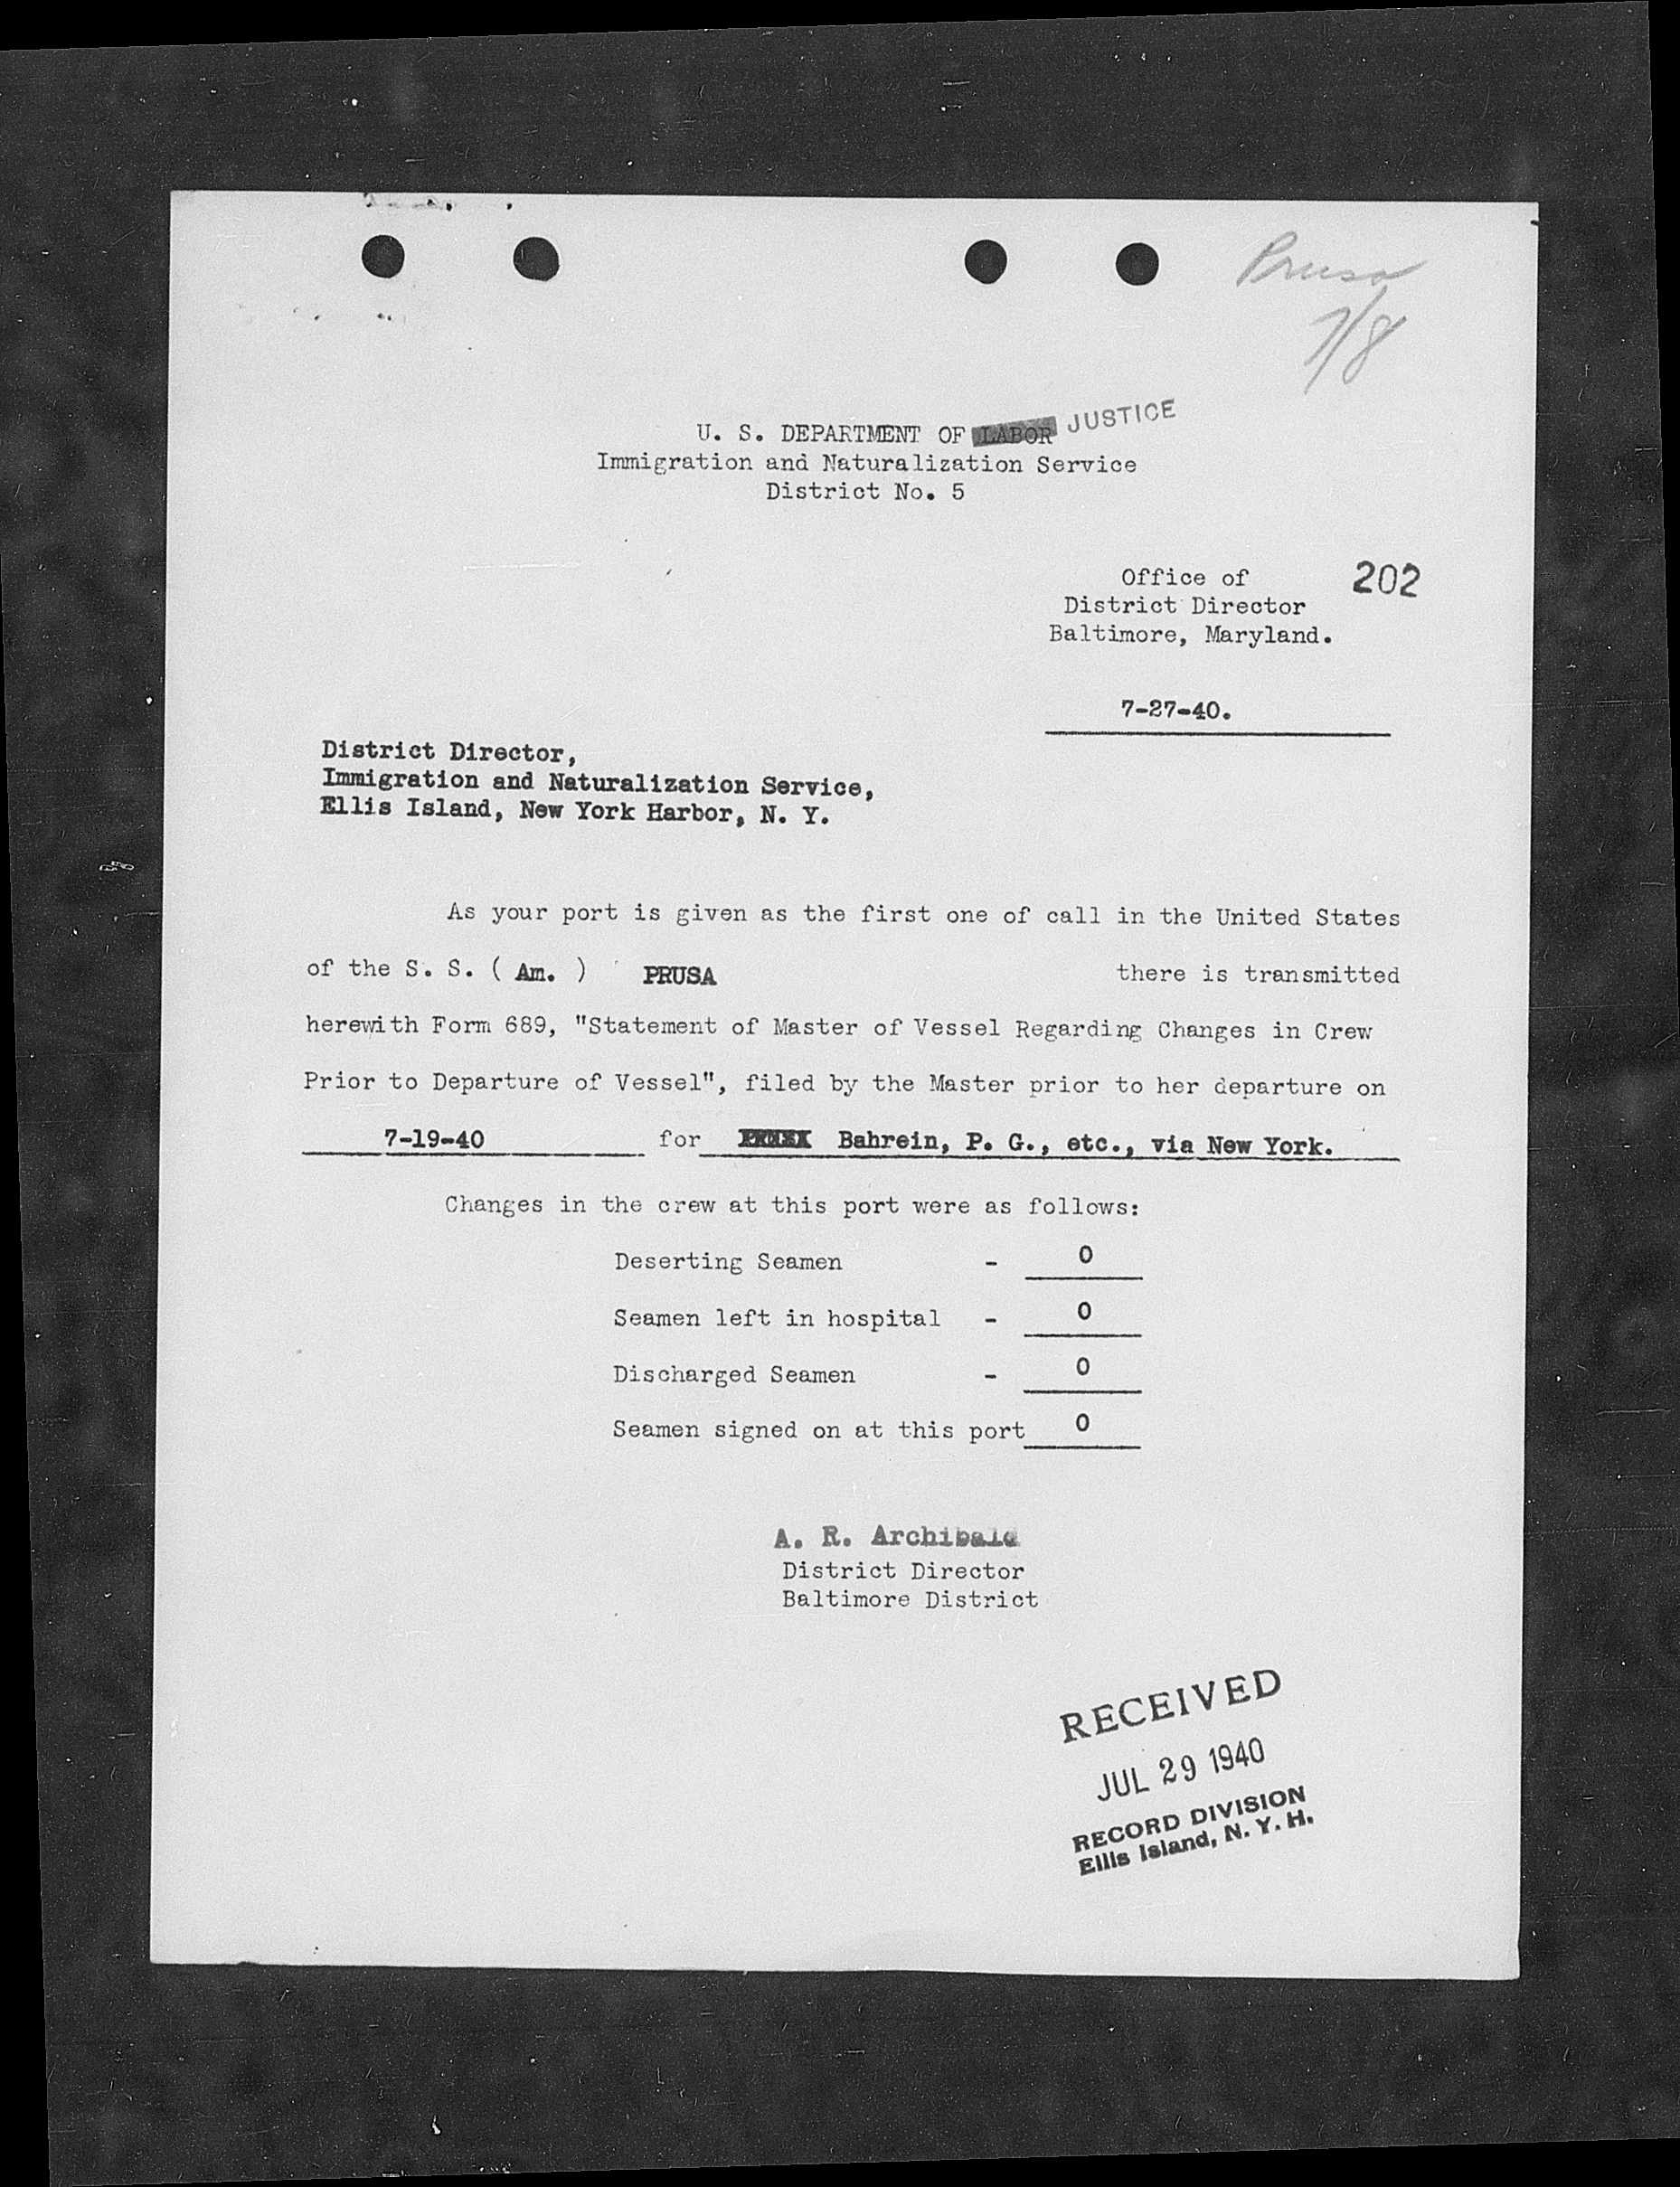 Prusa
7/8
U. S. DEPARTMENT OF LABOR JUSTICE
Immigration and Naturalization Service
District No. 5
Office of 202
District Director
Baltimore, Maryland.
7-27-40.
District Director,
Immigration and Naturalization Service,
Ellis Island, New York Harbor, N. Y.
As your port is given as the first one of call in the United States
of the S. S. ( Am. ) PRUSA there is transmitted
herewith Form 689, "Statement of Master of Vessel Regarding Changes in Crew
Prior to Departure of Vessel", filed by the Master prior to her departure on
7-19-40 for Bahrein, P. G., etc., via New York.
Changes in the crew at this port were as follows:
Deserting Seamen - 0
Seamen left in hospital - 0
Discharged Seamen - 0
Seamen signed on at this port 0
A. R. Archibald
District Director
Baltimore District
RECEIVED
JUL 29 1940
RECORD DIVISION
Ellis Island, N. Y. H.